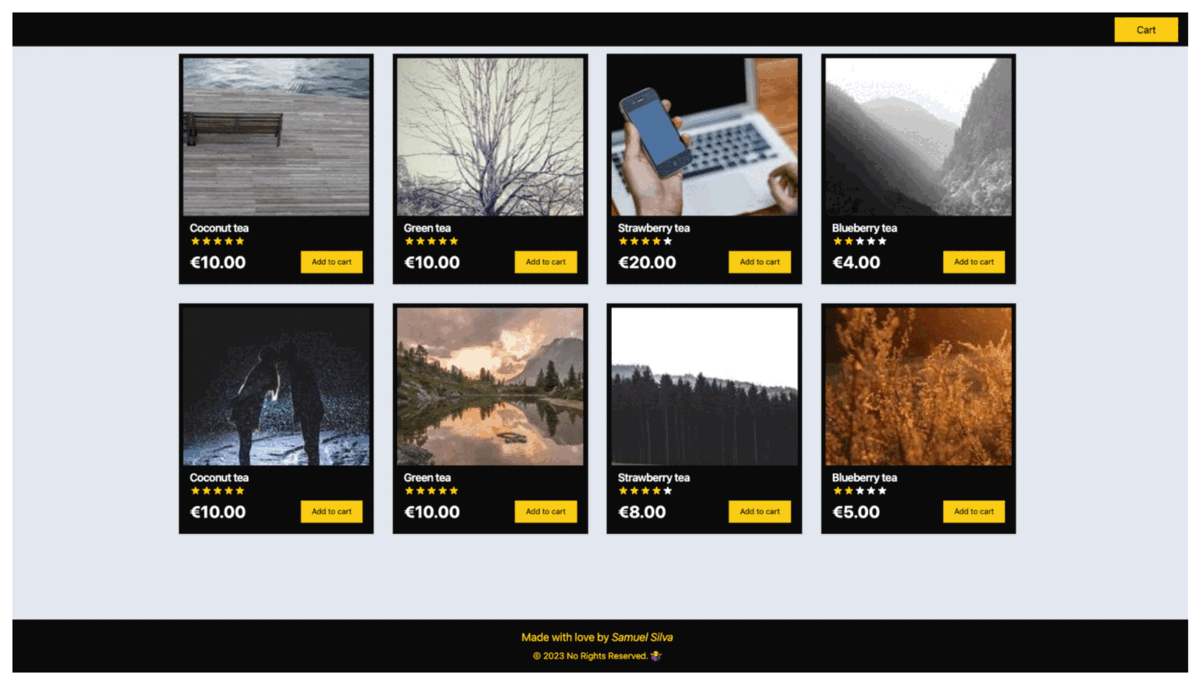 Cart
Coconut tea
€10.00
Add to cart
Green tea
€10.00
Add to cart
Strawberry tea
€20.00
Add to cart
Blueberry tea
€4.00
Add to cart
Coconut tea
€10.00
Add to cart
Green tea
€10.00
Add to cart
Strawberry tea
€8.00
Add to cart
Blueberry tea
€5.00
Add to cart
Made with love by Samuel Silva
© 2023 No Rights Reserved. 🤷